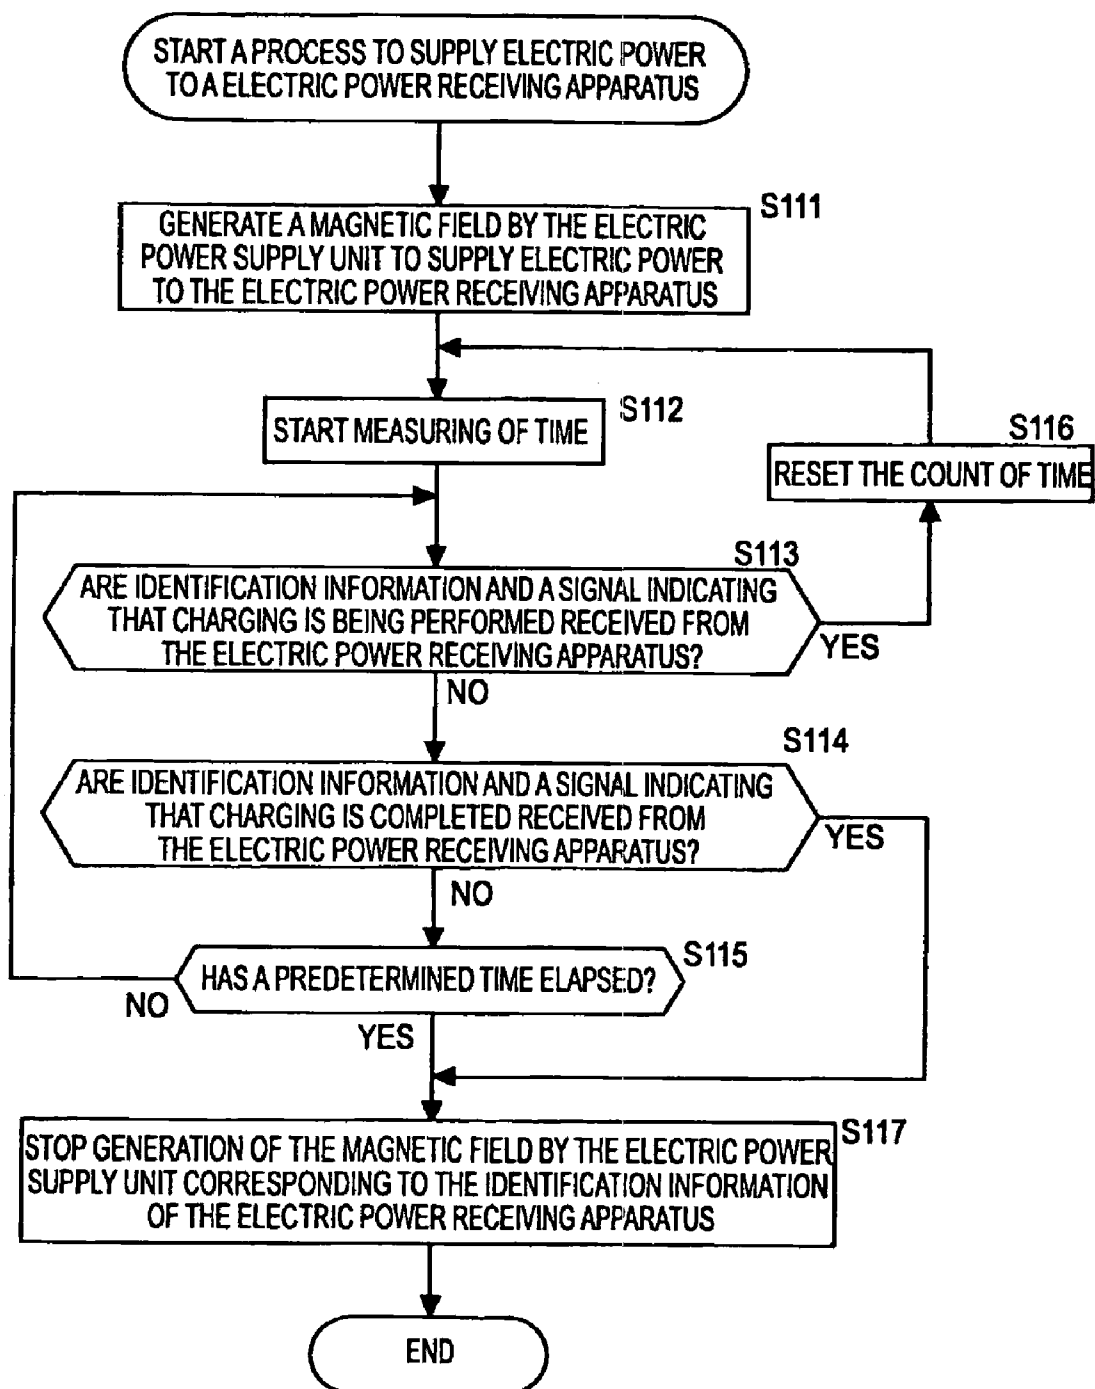 START A PROCESS TO SUPPLY ELECTRIC POWER
TO A ELECTRIC POWER RECEIVING APPARATUS
S111
GENERATE A MAGNETIC FIELD BY THE ELECTRIC
POWER SUPPLY UNIT TO SUPPLY ELECTRIC POWER
TO THE ELECTRIC POWER RECEIVING APPARATUS
S112
START MEASURING OF TIME
S116
RESET THE COUNT OF TIME
S113
ARE IDENTIFICATION INFORMATION AND A SIGNAL INDICATING
THAT CHARGING IS BEING PERFORMED RECEIVED FROM
THE ELECTRIC POWER RECEIVING APPARATUS?
YES
NO
S114
ARE IDENTIFICATION INFORMATION AND A SIGNAL INDICATING
THAT CHARGING IS COMPLETED RECEIVED FROM
THE ELECTRIC POWER RECEIVING APPARATUS?
YES
NO
S115
HAS A PREDETERMINED TIME ELAPSED?
NO
YES
S117
STOP GENERATION OF THE MAGNETIC FIELD BY THE ELECTRIC POWER
SUPPLY UNIT CORRESPONDING TO THE IDENTIFICATION INFORMATION
OF THE ELECTRIC POWER RECEIVING APPARATUS
END